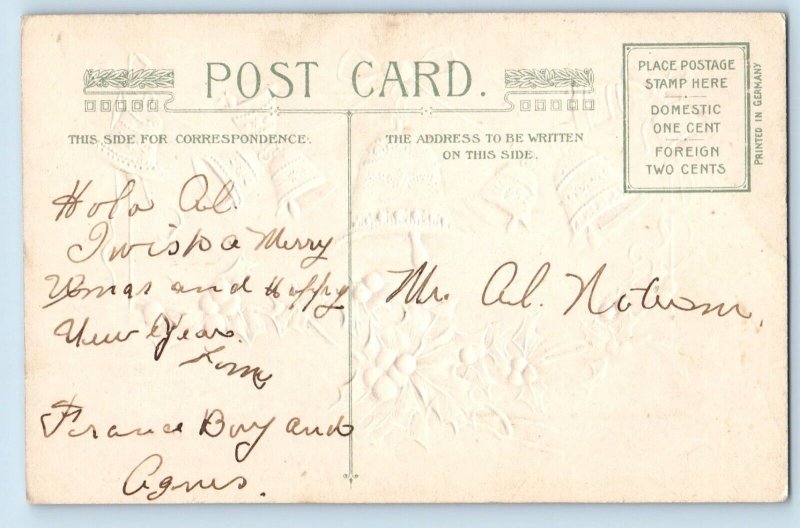 POST CARD.
THIS SIDE FOR CORRESPONDENCE.
THE ADDRESS TO BE WRITTEN
ON THIS SIDE.
PLACE POSTAGE
STAMP HERE
DOMESTIC
ONE CENT
FOREIGN
TWO CENTS
PRINTED IN GERMANY
Hola Al.
I wish a Merry
Xmas and Happy
New Year.
and
Agnes.
Mr. Al.